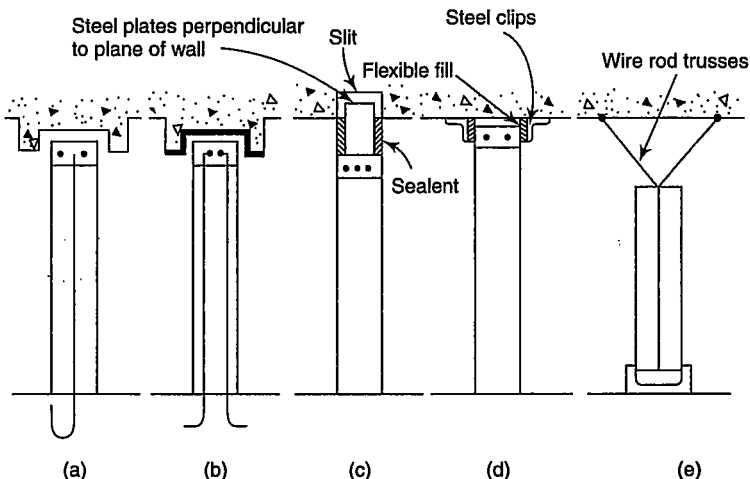 Steel plates perpendicular
to plane of wall
Slit
Steel clips
Flexible fill
Wire rod trusses
Sealent
(a)
(b)
(c)
(d)
(e)